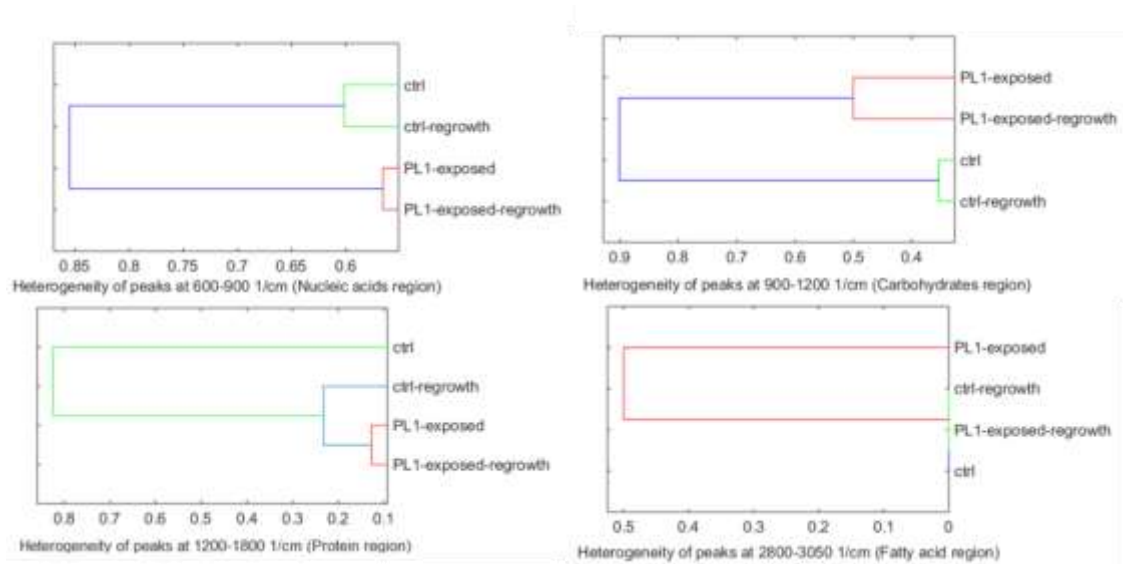 ctrl
ctrl-regrowth
PL1-exposed
PL1-exposed-regrowth
0.85 0.8 0.75 0.7 0.65 0.6
Heterogeneity of peaks at 600-900 1/cm (Nucleic acids region)
PL1-exposed
PL1-exposed-regrowth
ctrl
ctrl-regrowth
0.9 0.8 0.7 0.6 0.5 0.4
Heterogeneity of peaks at 900-1200 1/cm (Carbohydrates region)
ctrl
ctrl-regrowth
PL1-exposed
PL1-exposed-regrowth
0.8 0.7 0.6 0.5 0.4 0.3 0.2 0.1
Heterogeneity of peaks at 1200-1800 1/cm (Protein region)
PL1-exposed
ctrl-regrowth
PL1-exposed-regrowth
ctrl
0.5 0.4 0.3 0.2 0.1 0
Heterogeneity of peaks at 2800-3050 1/cm (Fatty acid region)